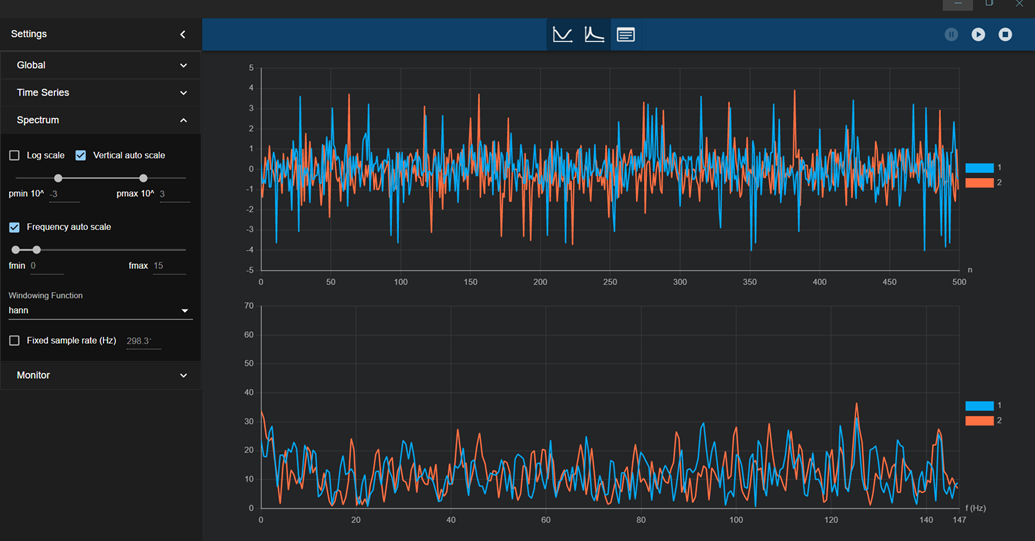 Settings
Global
Time Series
Spectrum
Log scale Vertical auto scale
pmin 10^ -3 pmax 10^ 3
Frequency auto scale
fmin 0 fmax 15
Windowing Function
hann
Fixed sample rate (Hz) 298.3
Monitor
5
4
3
2
1
0
-1
-2
-3
-4
-5
0 50 100 150 200 250 300 350 400 450 500
n
1
2
70
60
50
40
30
20
10
0
0 20 40 60 80 100 120 140 147
f (Hz)
1
2